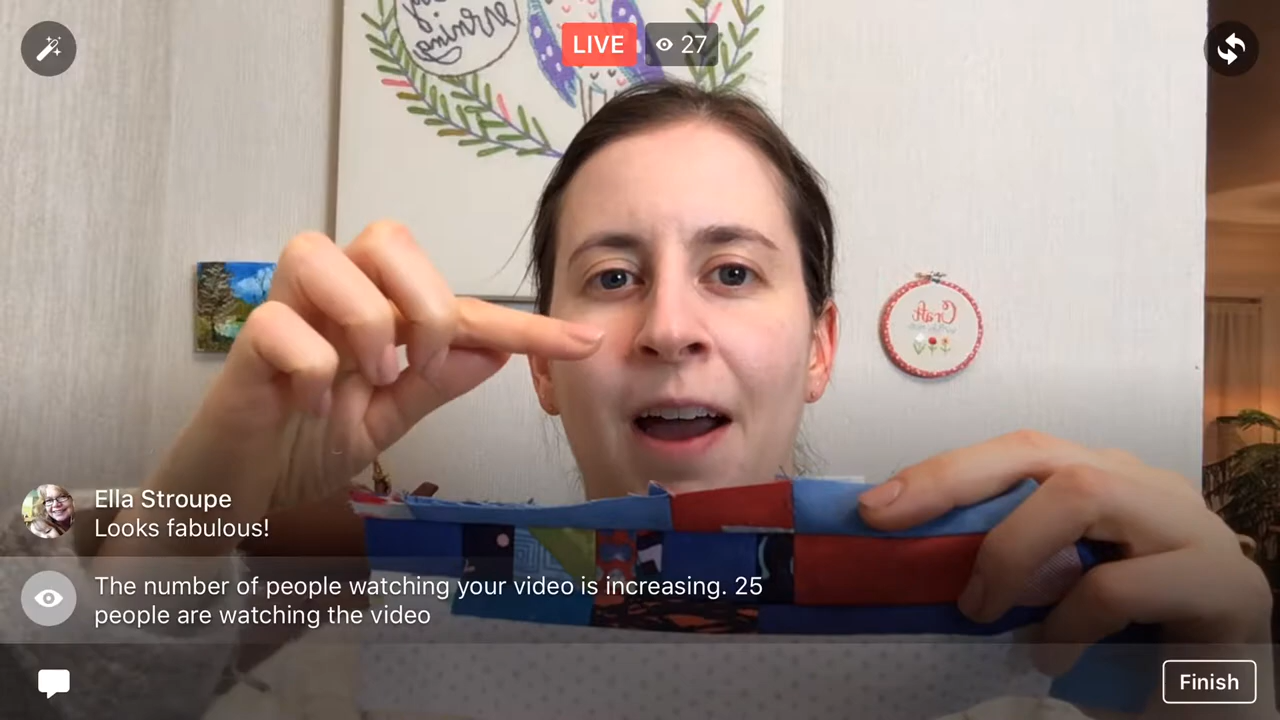 LIVE 27
Craft
Ella Stroupe
Looks fabulous!
The number of people watching your video is increasing. 25
people are watching the video
Finish